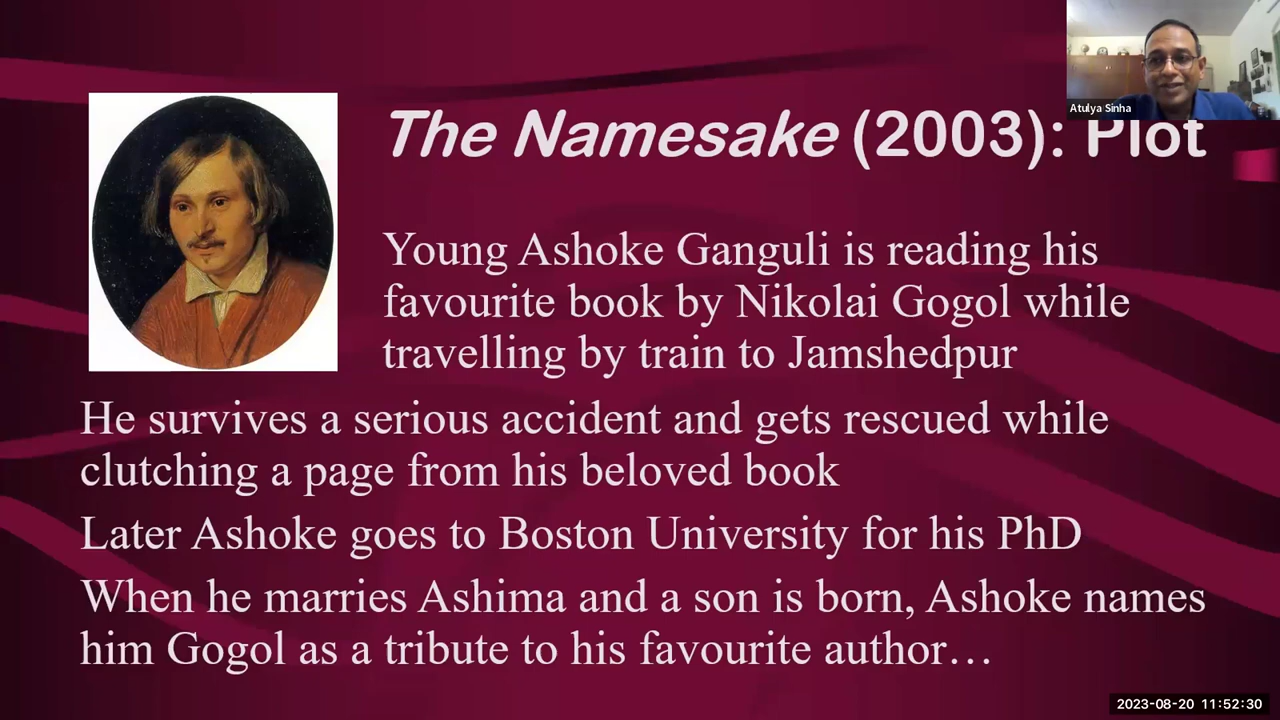 Atulya Sinha
The Namesake (2003): Plot
Young Ashoke Ganguli is reading his
favourite book by Nikolai Gogol while
travelling by train to Jamshedpur
He survives a serious accident and gets rescued while
clutching a page from his beloved book
Later Ashoke goes to Boston University for his PhD
When he marries Ashima and a son is born, Ashoke names
him Gogol as a tribute to his favourite author…
2023-08-20 11:52:30